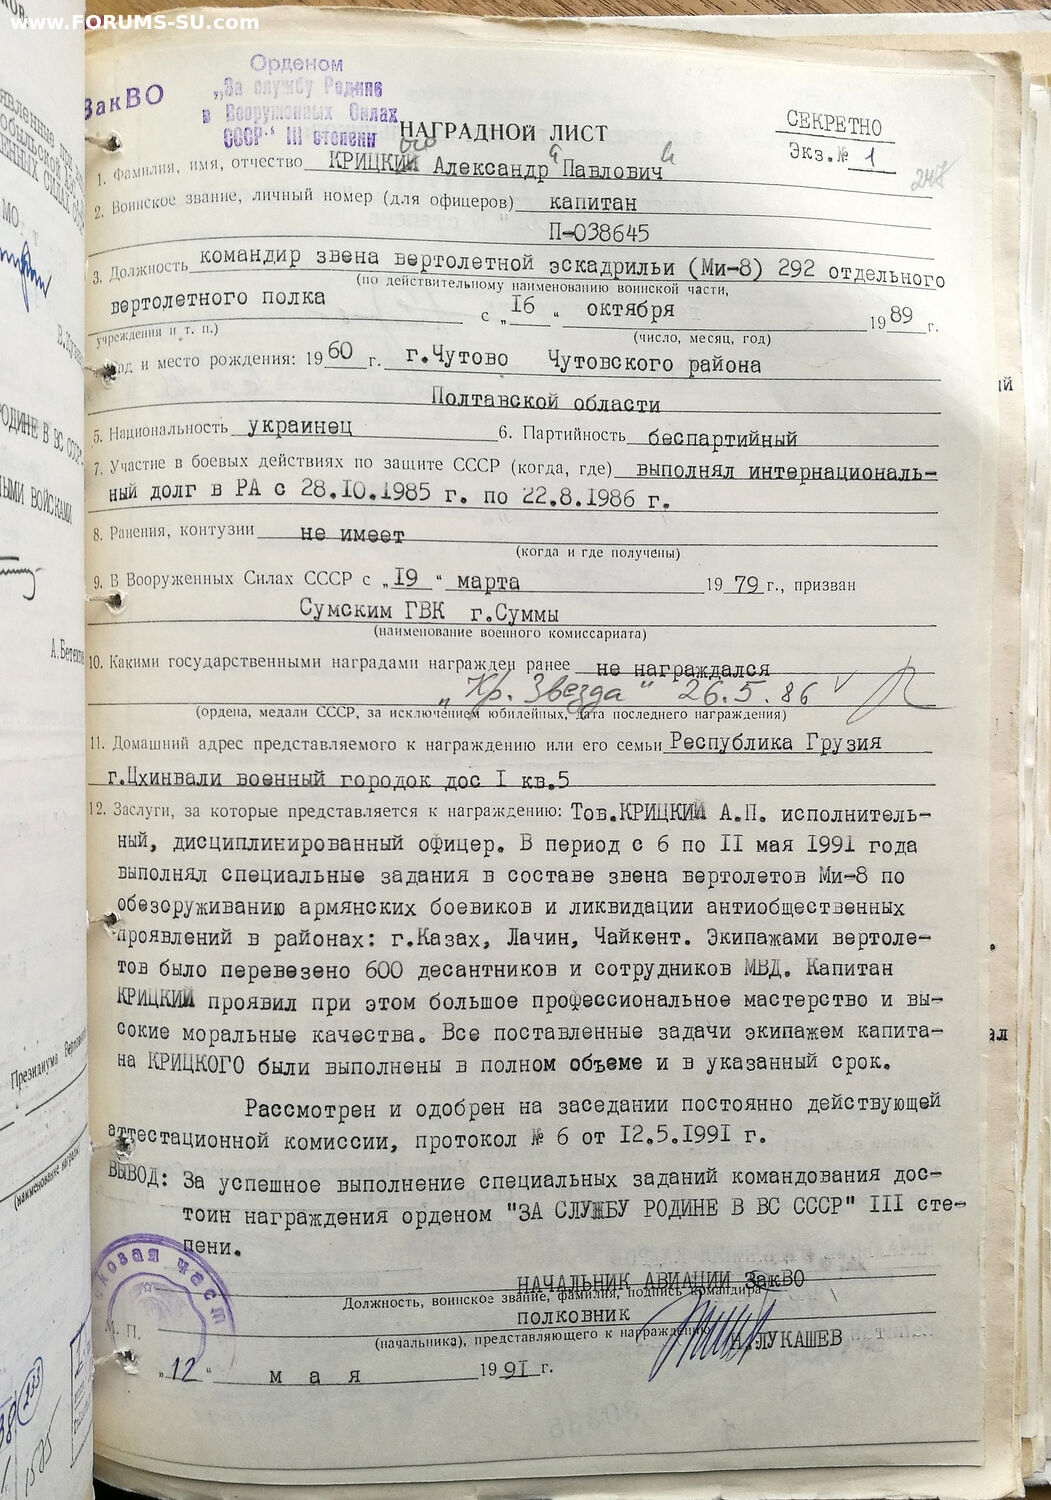 www.FORUMS-SU.com
ЗакВО
Орденом
„За службу Родине
в Вооруженных Силах
СССР" III степени
НАГРАДНОЙ ЛИСТ
СЕКРЕТНО
Экз.№ 1
247
1. Фамилия, имя, отчество КРИЦКИЙ Александр Павлович
2. Воинское звание, личный номер (для офицеров) капитан
П-038645
3. Должность командир звена вертолетной эскадрильи (Ми-8) 292 отдельного
(по действительному наименованию воинской части,
вертолетного полка с „16 " октября 1989 г.
учреждения и т. п.) (число, месяц, год)
од и место рождения: 1960 г. г.Чутово Чутовского района
Полтавской области
5. Национальность украинец 6. Партийность беспартийный
7. Участие в боевых действиях по защите СССР (когда, где) выполнял интернациональ-
ный долг в РА с 28.10.1985 г. по 22.8.1986 г.
8. Ранения, контузии не имеет
(когда и где получены)
9. В Вооруженных Силах СССР с „19 " марта 1979 г., призван
Сумским ГВК г.Суммы
(наименование военного комиссариата)
10. Какими государственными наградами награжден ранее не награждался
„Кр. Звезда" 26.5.86
(ордена, медали СССР, за исключением юбилейных, дата последнего награждения)
11. Домашний адрес представляемого к награждению или его семьи Республика Грузия
г.Цхинвали военный городок дос I кв.5
12. Заслуги, за которые представляется к награждению: Тов.КРИЦКИЙ А.П. исполнитель-
ный, дисциплинированный офицер. В период с 6 по II мая 1991 года
выполнял специальные задания в составе звена вертолетов Ми-8 по
обезоруживанию армянских боевиков и ликвидации антиобщественных
проявлений в районах: г.Казах, Лачин, Чайкент. Экипажами вертоле-
тов было перевезено 600 десантников и сотрудников МВД. Капитан
КРИЦКИЙ проявил при этом большое профессиональное мастерство и вы-
сокие моральные качества. Все поставленные задачи экипажем капита-
на КРИЦКОГО были выполнены в полном объеме и в указанный срок.
Рассмотрен и одобрен на заседании постоянно действующей
аттестационной комиссии, протокол № 6 от 12.5.1991 г.
ВЫВОД: За успешное выполнение специальных заданий командования дос-
тоин награждения орденом "ЗА СЛУЖБУ РОДИНЕ В ВС СССР" III сте-
пени.
НАЧАЛЬНИК АВИАЦИИ ЗакВО
Должность, воинское звание, фамилия, подпись командира
полковник
(начальника), представляющего к награждению
Н.ЛУКАШЕВ
М. П.
„12" м а я 1991 г.